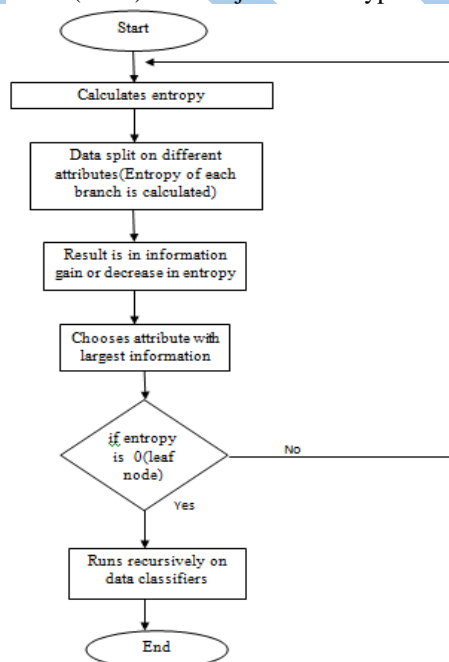 Start
Calculates entropy
Data split on different
attributes(Entropy of each
branch is calculated)
Result is in information
gain or decrease in entropy
Chooses attribute with
largest information
if entropy
is 0(leaf
node)
No
Yes
Runs recursively on
data classifiers
End